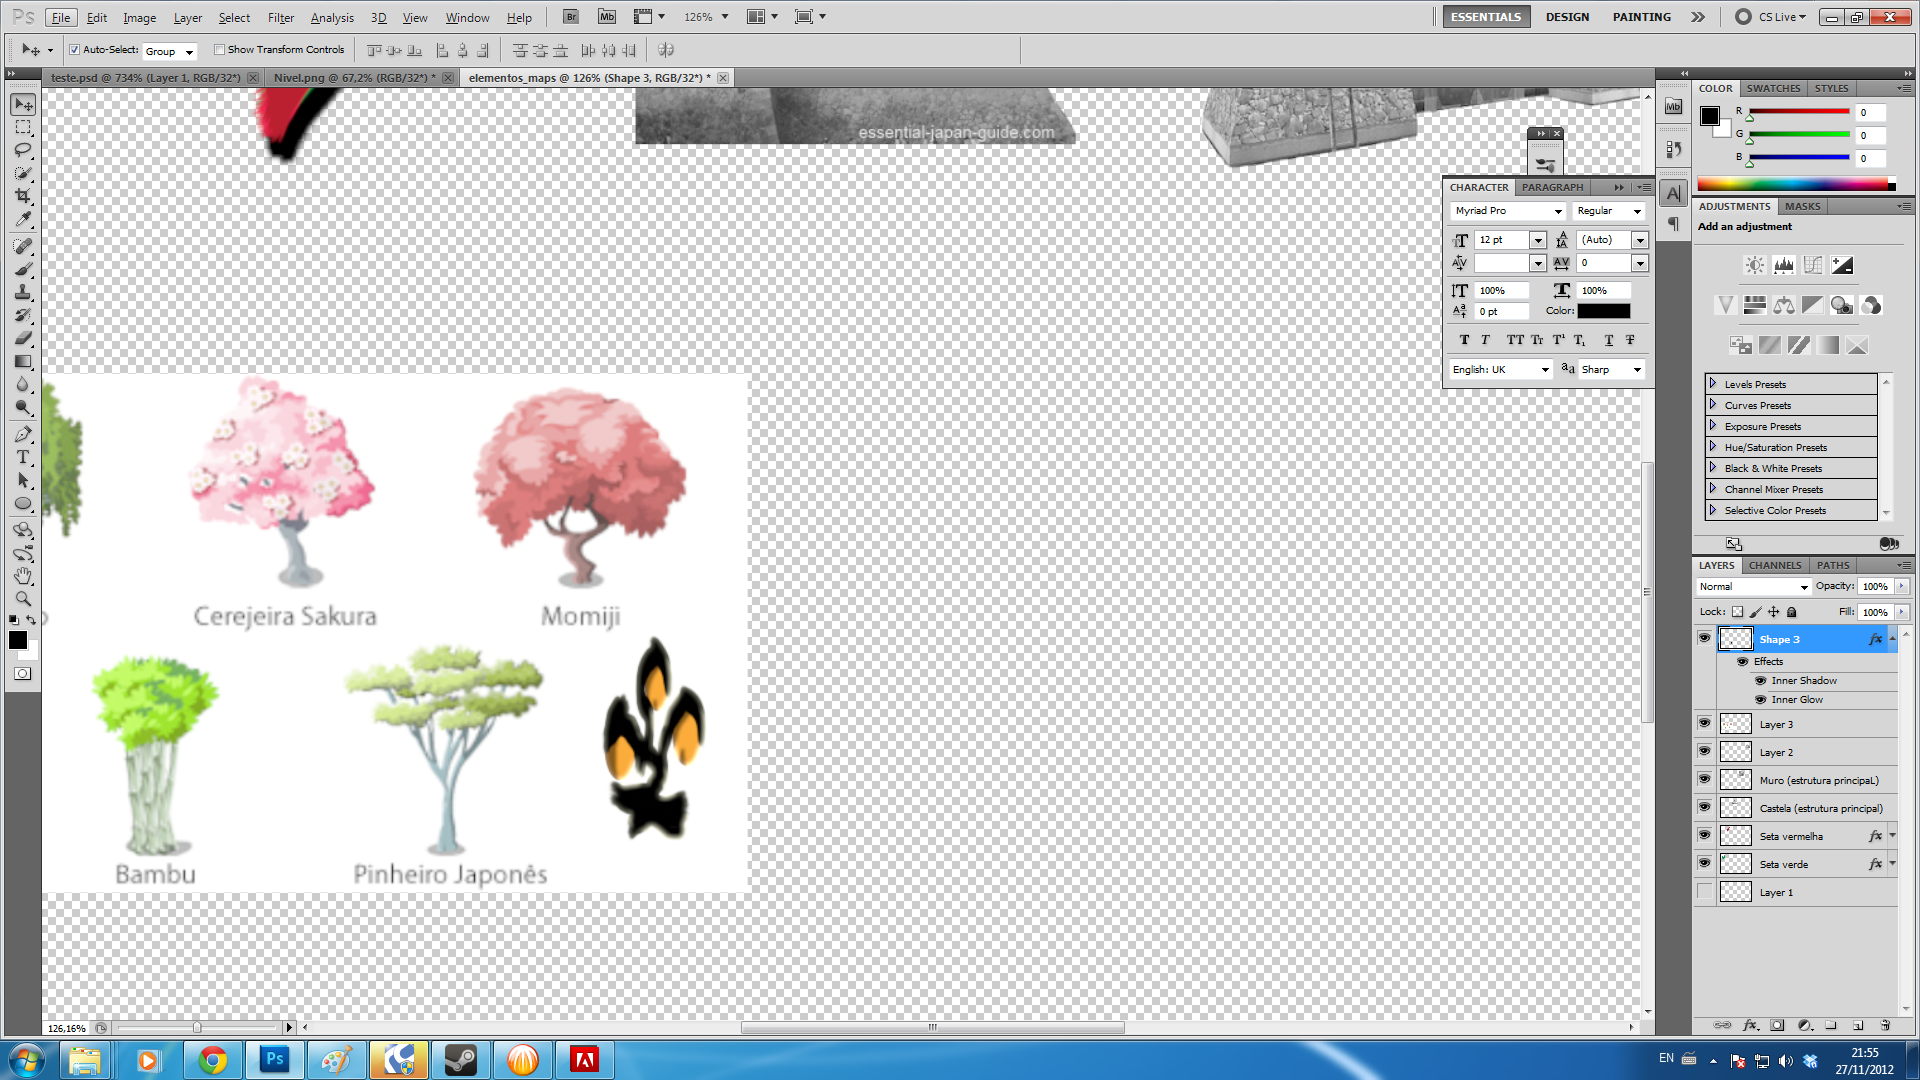 Ps File Edit Image Layer Select Filter Analysis 3D View Window Help Br Mb 126% ESSENTIALS DESIGN PAINTING CS Live
Auto-Select: Group Show Transform Controls
teste.psd @ 734% (Layer 1, RGB/32*) Nivel.png @ 67,2% (RGB/32*) * elementos_maps @ 126% (Shape 3, RGB/32*) *
essential-japan-guide.com
Cerejeira Sakura
Momiji
Bambu
Pinheiro Japonês
CHARACTER PARAGRAPH
Myriad Pro Regular
12 pt (Auto)
0
100% 100%
0 pt Color:
English: UK Sharp
COLOR SWATCHES STYLES
R 0
G 0
B 0
ADJUSTMENTS MASKS
Add an adjustment
Levels Presets
Curves Presets
Exposure Presets
Hue/Saturation Presets
Black & White Presets
Channel Mixer Presets
Selective Color Presets
LAYERS CHANNELS PATHS
Normal Opacity: 100%
Lock: Fill: 100%
Shape 3 fx
Effects
Inner Shadow
Inner Glow
Layer 3
Layer 2
Muro (estrutura principaL)
Castela (estrutura principal)
Seta vermelha fx
Seta verde fx
Layer 1
126,16%
EN
21:55
27/11/2012